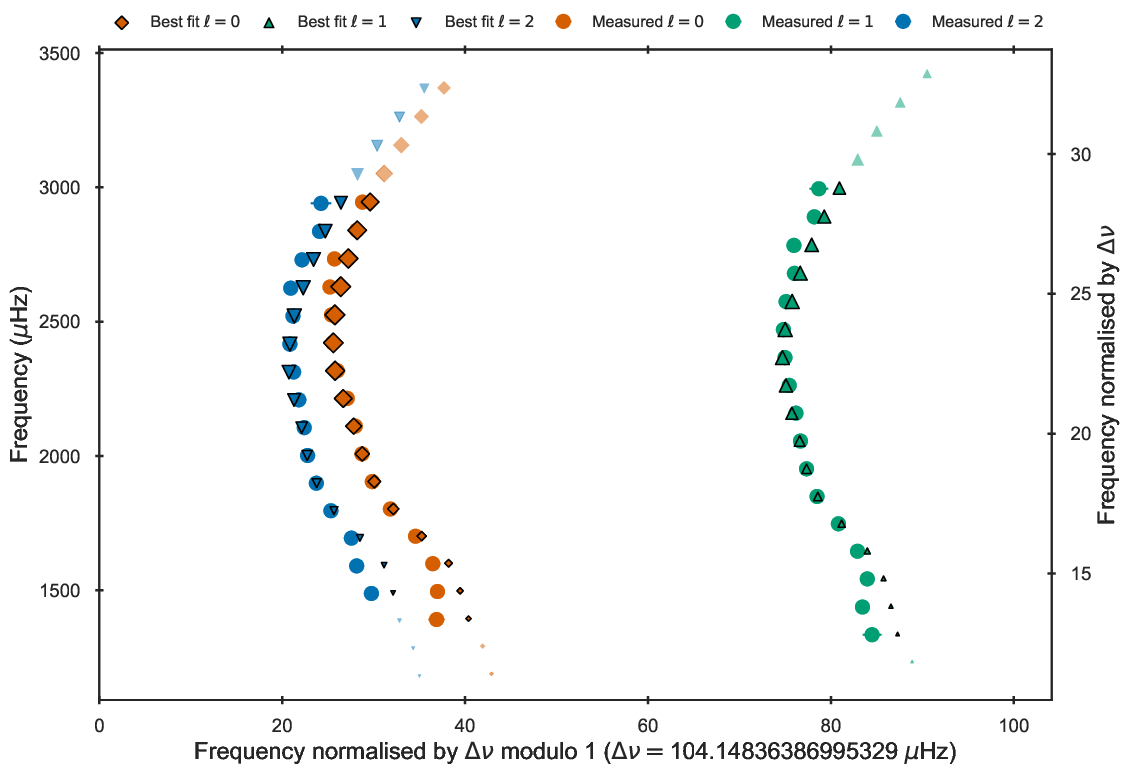 Best fit ℓ = 0 Best fit ℓ = 1 Best fit ℓ = 2 Measured ℓ = 0 Measured ℓ = 1 Measured ℓ = 2
3500
3000
2500
2000
1500
Frequency (μHz)
30
25
20
15
Frequency normalised by Δν
0 20 40 60 80 100
Frequency normalised by Δν modulo 1 (Δν = 104.14836386995329 μHz)